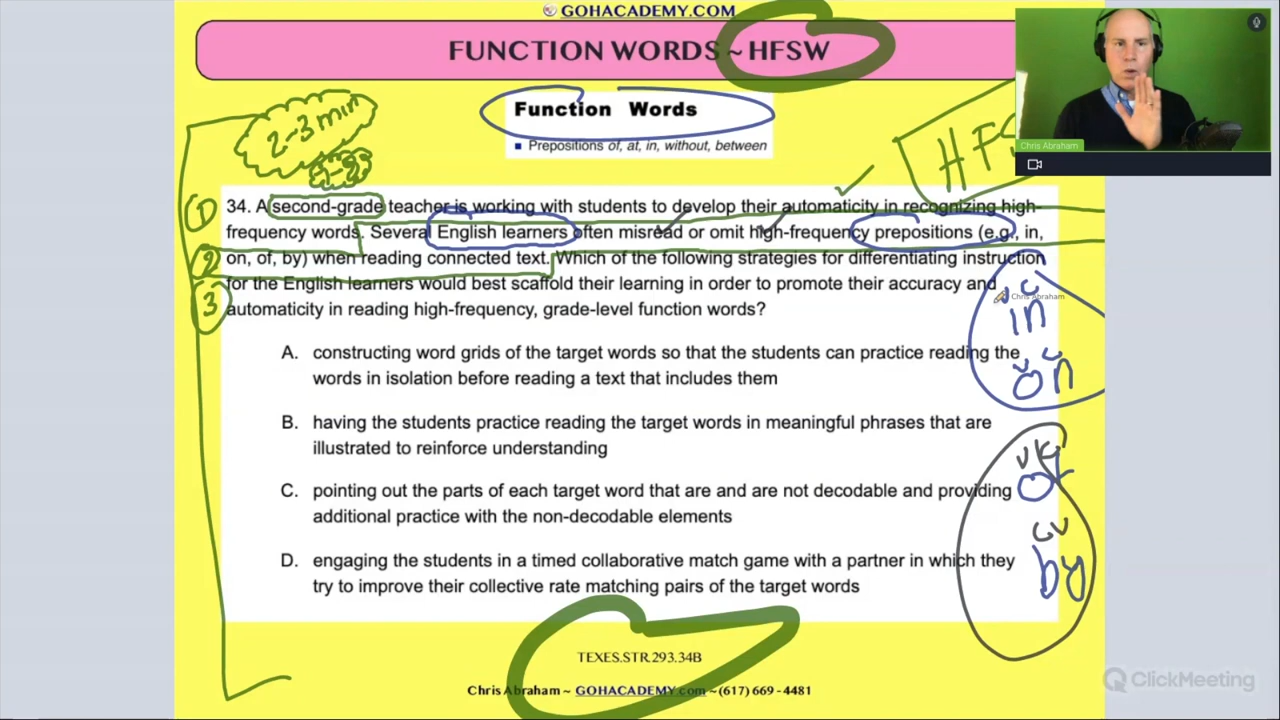 © GOHACADEMY.COM
FUNCTION WORDS ~ HFSW
Function Words
Prepositions of, at, in, without, between
2-3 min
HFS
Chris Abraham
1
34. A second-grade teacher is working with students to develop their automaticity in recognizing high-
frequency words. Several English learners often misread or omit high-frequency prepositions (e.g., in,
2
on, of, by) when reading connected text. Which of the following strategies for differentiating instruction
3
for the English learners would best scaffold their learning in order to promote their accuracy and
automaticity in reading high-frequency, grade-level function words?
A. constructing word grids of the target words so that the students can practice reading the
words in isolation before reading a text that includes them
B. having the students practice reading the target words in meaningful phrases that are
illustrated to reinforce understanding
C. pointing out the parts of each target word that are and are not decodable and providing
additional practice with the non-decodable elements
D. engaging the students in a timed collaborative match game with a partner in which they
try to improve their collective rate matching pairs of the target words
Chris Abraham
v c
in
v c
on
of
cv
by
TEXES.STR.293.34B
Chris Abraham ~ GOHACADEMY.com ~(617) 669 - 4481
ClickMeeting